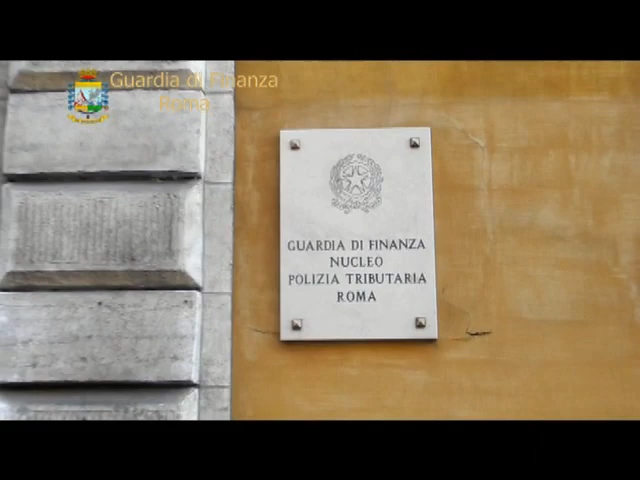 Guardia di Finanza
Roma
GUARDIA DI FINANZA
NUCLEO
POLIZIA TRIBUTARIA
ROMA